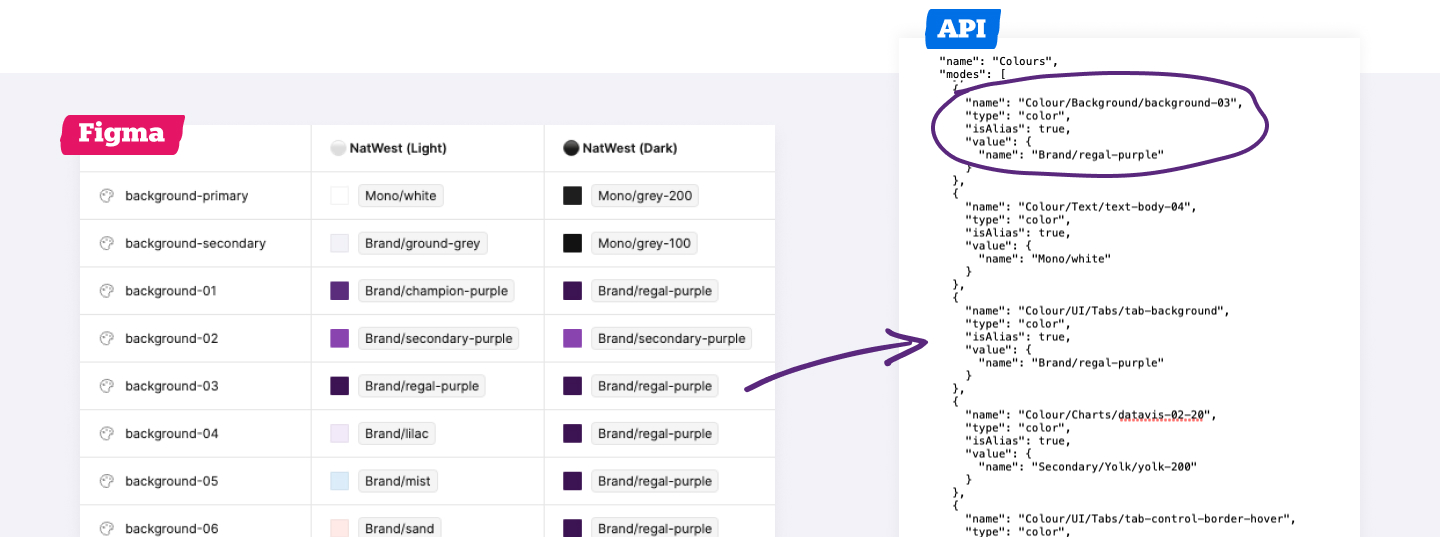 Figma
NatWest (Light) NatWest (Dark)
background-primary Mono/white Mono/grey-200
background-secondary Brand/ground-grey Mono/grey-100
background-01 Brand/champion-purple Brand/regal-purple
background-02 Brand/secondary-purple Brand/secondary-purple
background-03 Brand/regal-purple Brand/regal-purple
background-04 Brand/lilac Brand/regal-purple
background-05 Brand/mist Brand/regal-purple
background-06 Brand/sand Brand/regal-purple
API
"name": "Colours",
"modes": [
{
"name": "Colour/Background/background-03",
"type": "color",
"isAlias": true,
"value": {
"name": "Brand/regal-purple"
}
},
{
"name": "Colour/Text/text-body-04",
"type": "color",
"isAlias": true,
"value": {
"name": "Mono/white"
}
},
{
"name": "Colour/UI/Tabs/tab-background",
"type": "color",
"isAlias": true,
"value": {
"name": "Brand/regal-purple"
}
},
{
"name": "Colour/Charts/datavis-02-20",
"type": "color",
"isAlias": true,
"value": {
"name": "Secondary/Yolk/yolk-200"
}
},
{
"name": "Colour/UI/Tabs/tab-control-border-hover",
"type": "color",